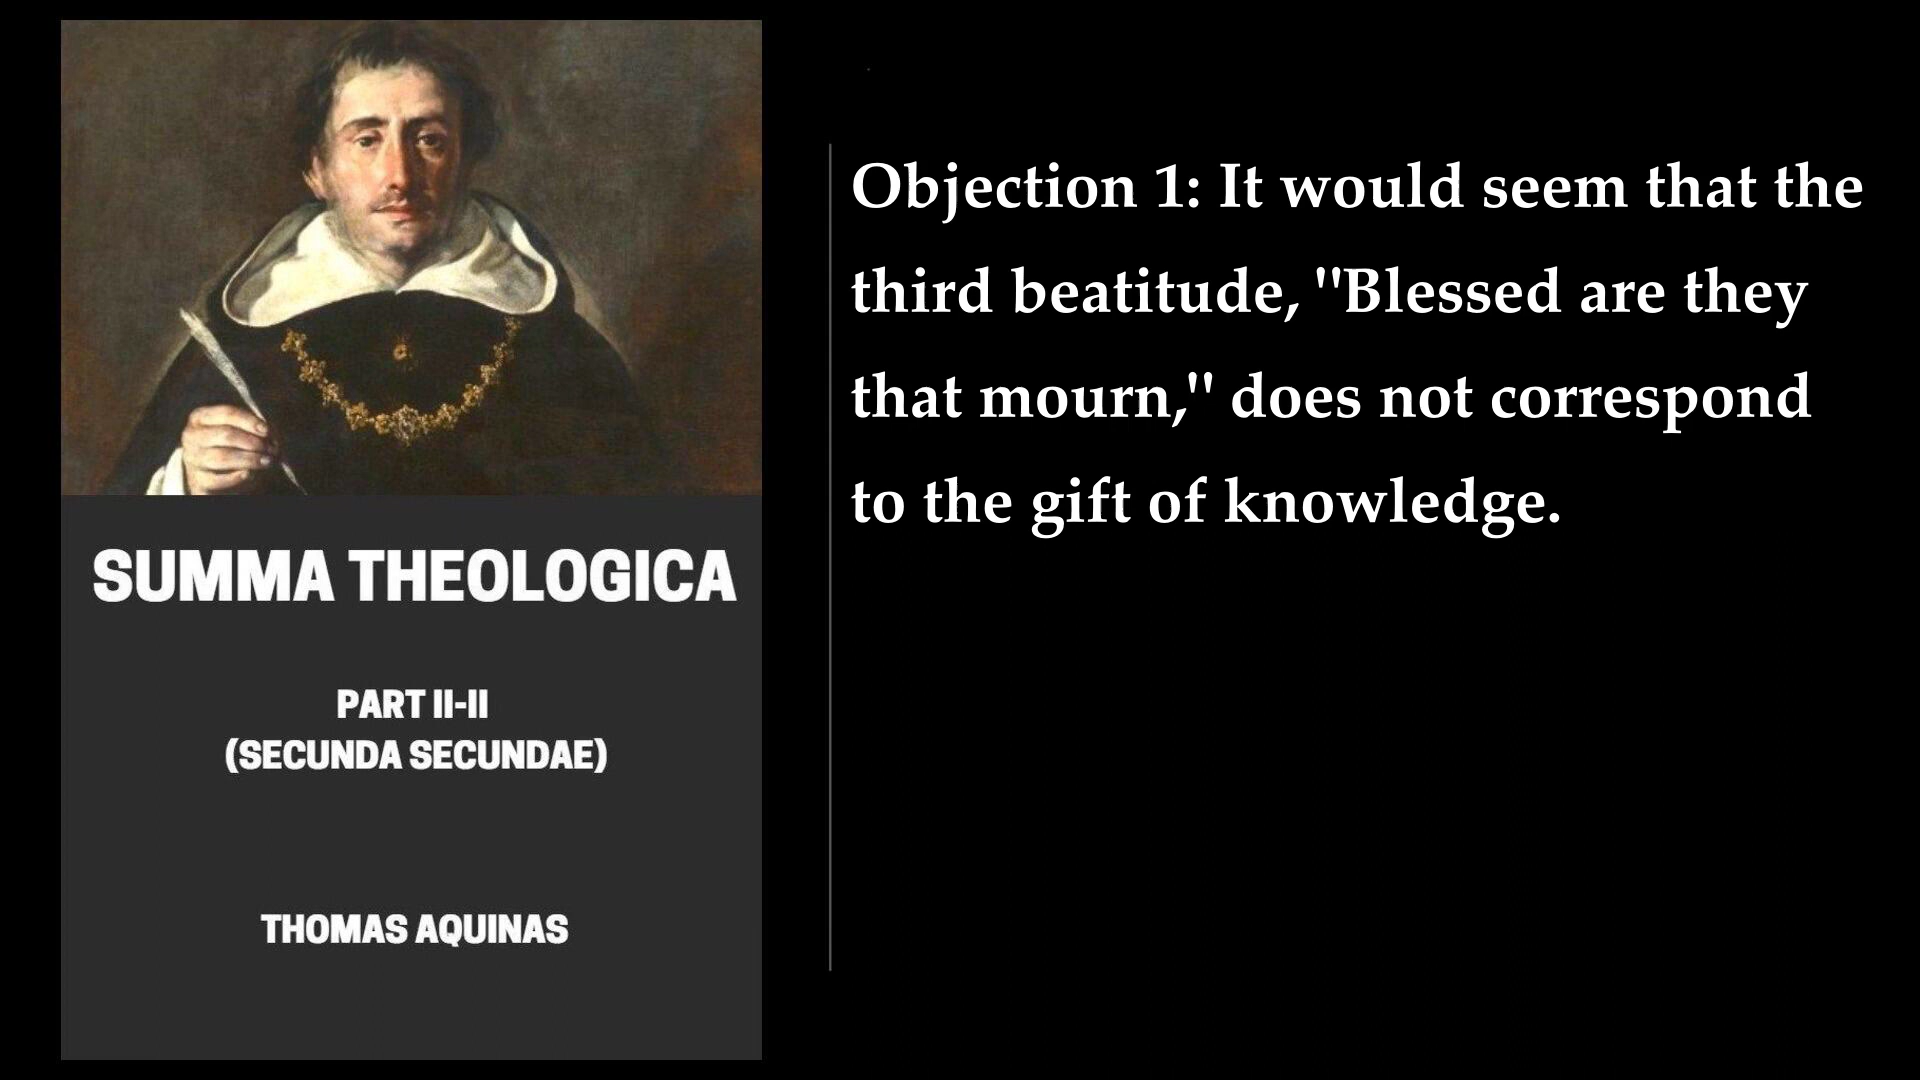 SUMMA THEOLOGICA
PART II-II
(SECUNDA SECUNDAE)
THOMAS AQUINAS
Objection 1: It would seem that the
third beatitude, "Blessed are they
that mourn," does not correspond
to the gift of knowledge.